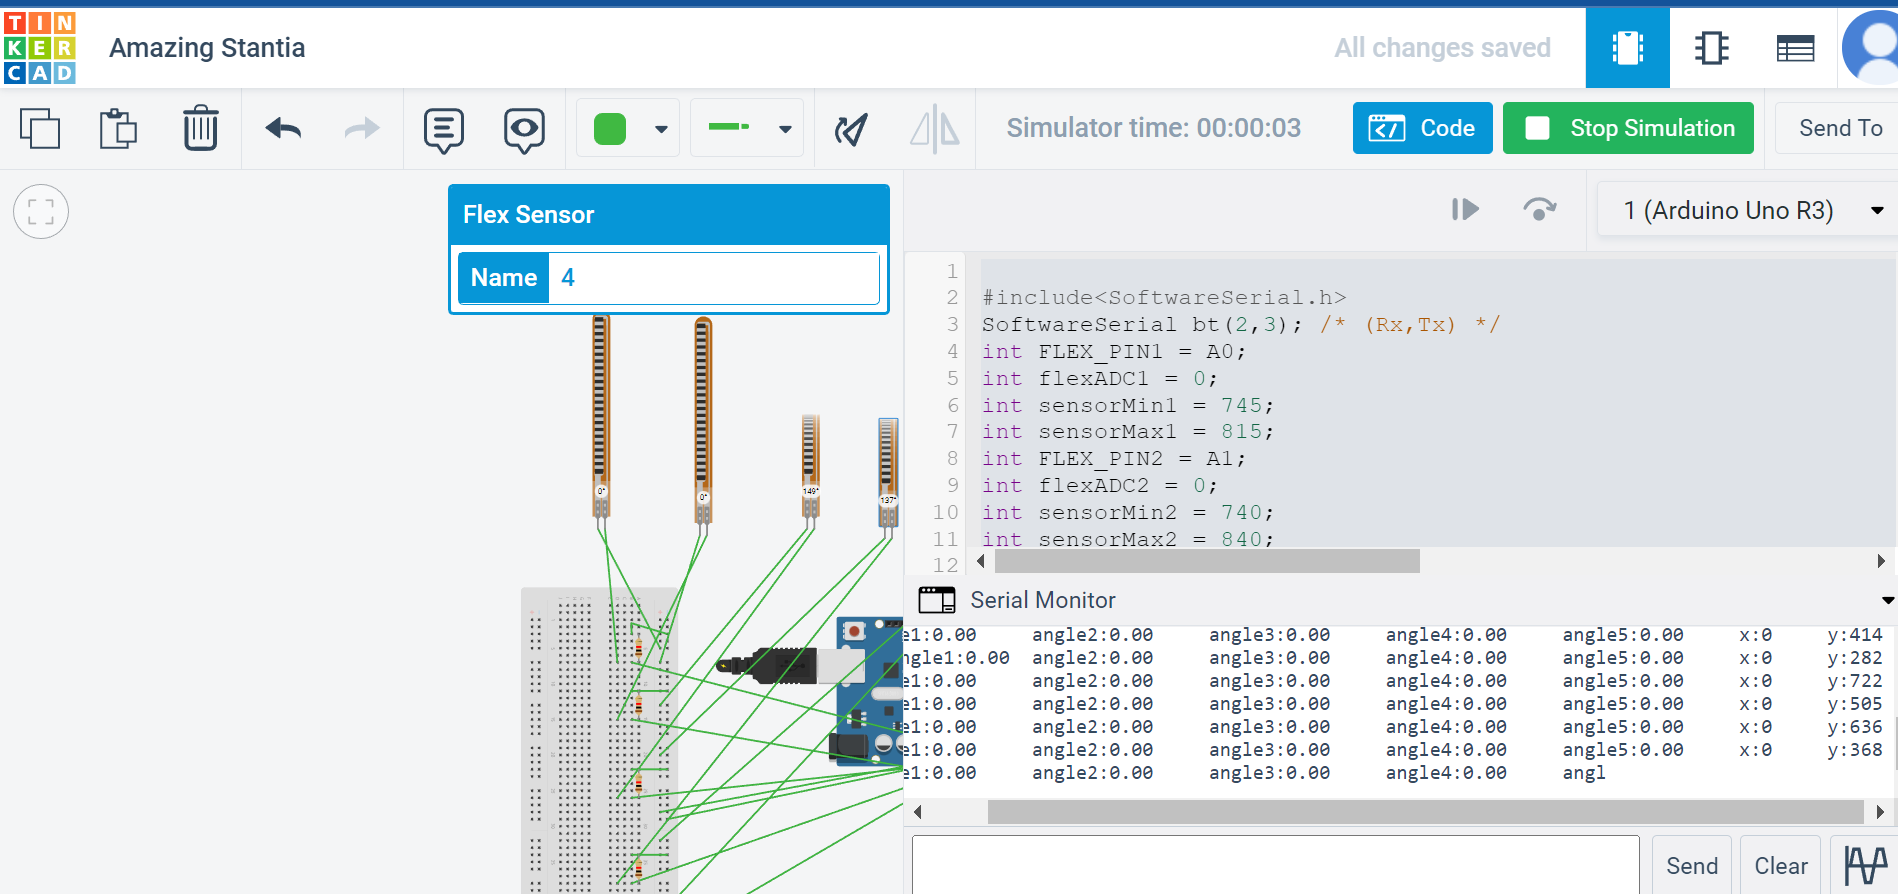 TIN
KER
CAD
Amazing Stantia
All changes saved
Simulator time: 00:00:03
Code
Stop Simulation
Send To
Flex Sensor
Name 4
1 (Arduino Uno R3)
1
2 #include<SoftwareSerial.h>
3 SoftwareSerial bt(2,3); /* (Rx,Tx) */
4 int FLEX_PIN1 = A0;
5 int flexADC1 = 0;
6 int sensorMin1 = 745;
7 int sensorMax1 = 815;
8 int FLEX_PIN2 = A1;
9 int flexADC2 = 0;
10 int sensorMin2 = 740;
11 int sensorMax2 = 840;
12
0° 0° 149° 137°
Serial Monitor
e1:0.00 angle2:0.00 angle3:0.00 angle4:0.00 angle5:0.00 x:0 y:414
ngle1:0.00 angle2:0.00 angle3:0.00 angle4:0.00 angle5:0.00 x:0 y:282
e1:0.00 angle2:0.00 angle3:0.00 angle4:0.00 angle5:0.00 x:0 y:722
e1:0.00 angle2:0.00 angle3:0.00 angle4:0.00 angle5:0.00 x:0 y:505
e1:0.00 angle2:0.00 angle3:0.00 angle4:0.00 angle5:0.00 x:0 y:636
e1:0.00 angle2:0.00 angle3:0.00 angle4:0.00 angle5:0.00 x:0 y:368
e1:0.00 angle2:0.00 angle3:0.00 angle4:0.00 angl
Send
Clear